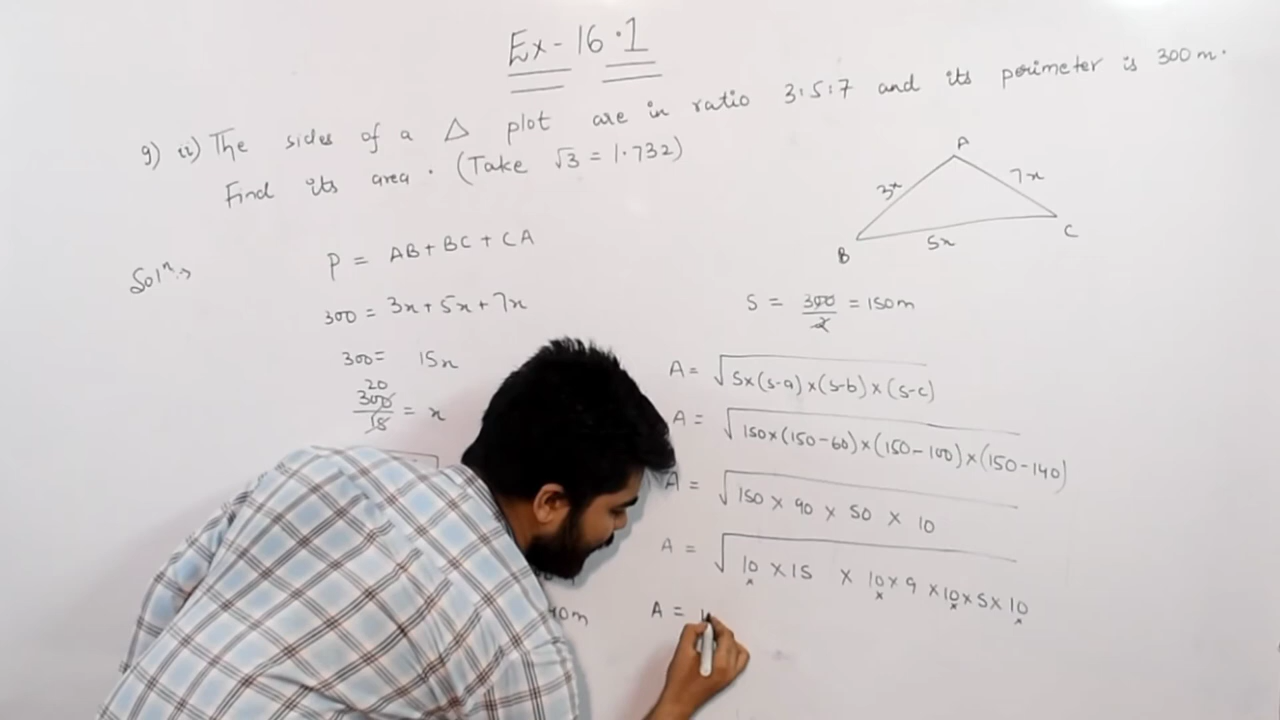 Ex-16.1
9) ii) The sides of a △ plot are in ratio 3:5:7 and its perimeter is 300m.
Find its area. (Take √3 = 1.732)
A
3x
7x
B
5x
C
Solⁿ:→
P = AB + BC + CA
300 = 3x + 5x + 7x
300 = 15x
20
300/15 = x
S = 300/2 = 150m
A = √S×(s-a)×(s-b)×(s-c)
A = √150×(150-60)×(150-100)×(150-140)
A = √150 × 90 × 50 × 10
A = √10 × 15 × 10 × 9 × 10 × 5 × 10
40m
A = 1